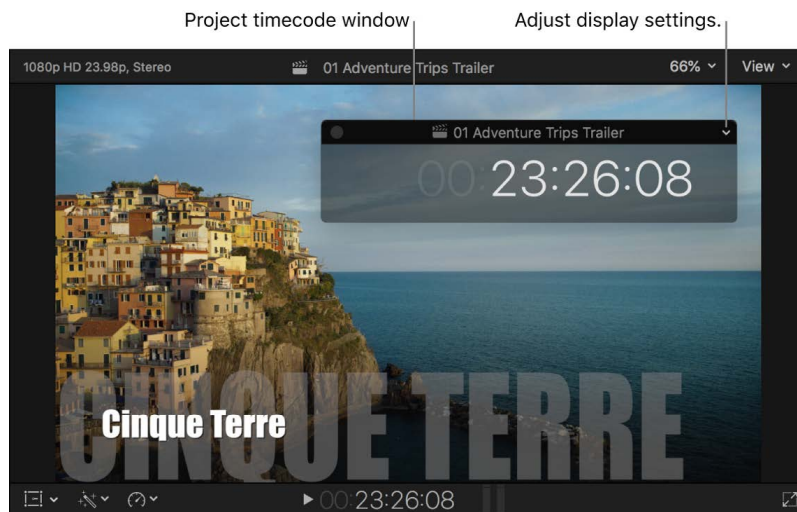 Project timecode window
Adjust display settings.
1080p HD 23.98p, Stereo
01 Adventure Trips Trailer
66%
View
01 Adventure Trips Trailer
00:23:26:08
CINQUE TERRE
Cinque Terre
00:23:26:08